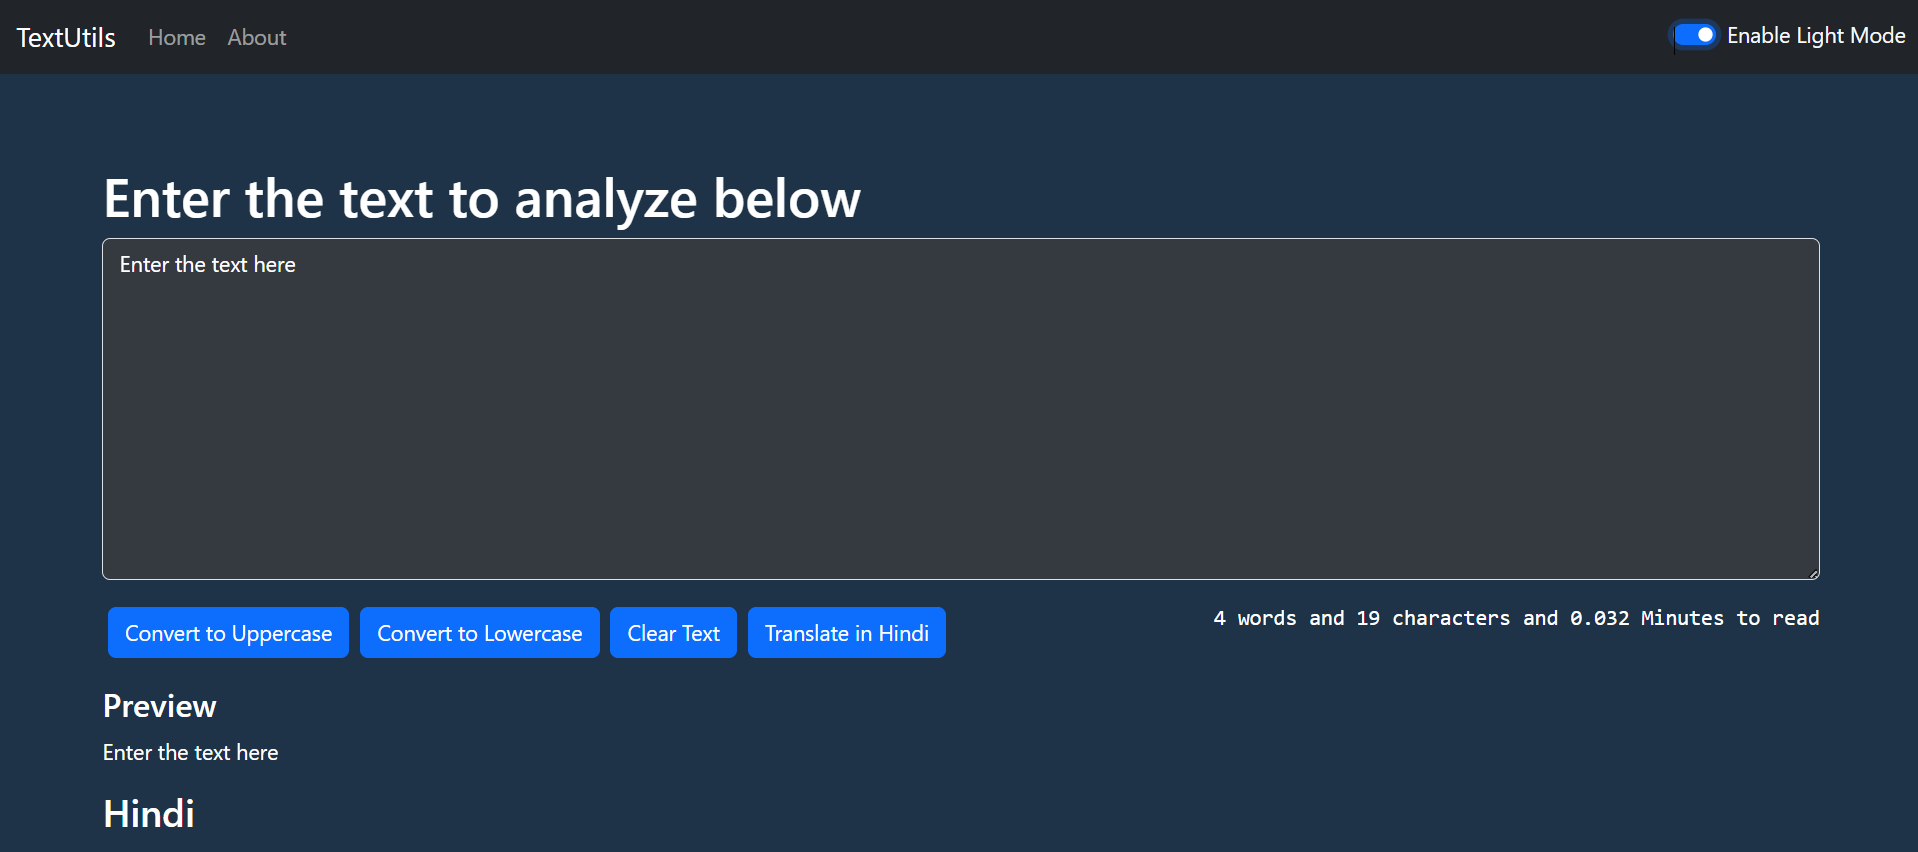 TextUtils Home About Enable Light Mode
Enter the text to analyze below
Enter the text here
Convert to Uppercase Convert to Lowercase Clear Text Translate in Hindi 4 words and 19 characters and 0.032 Minutes to read
Preview
Enter the text here
Hindi